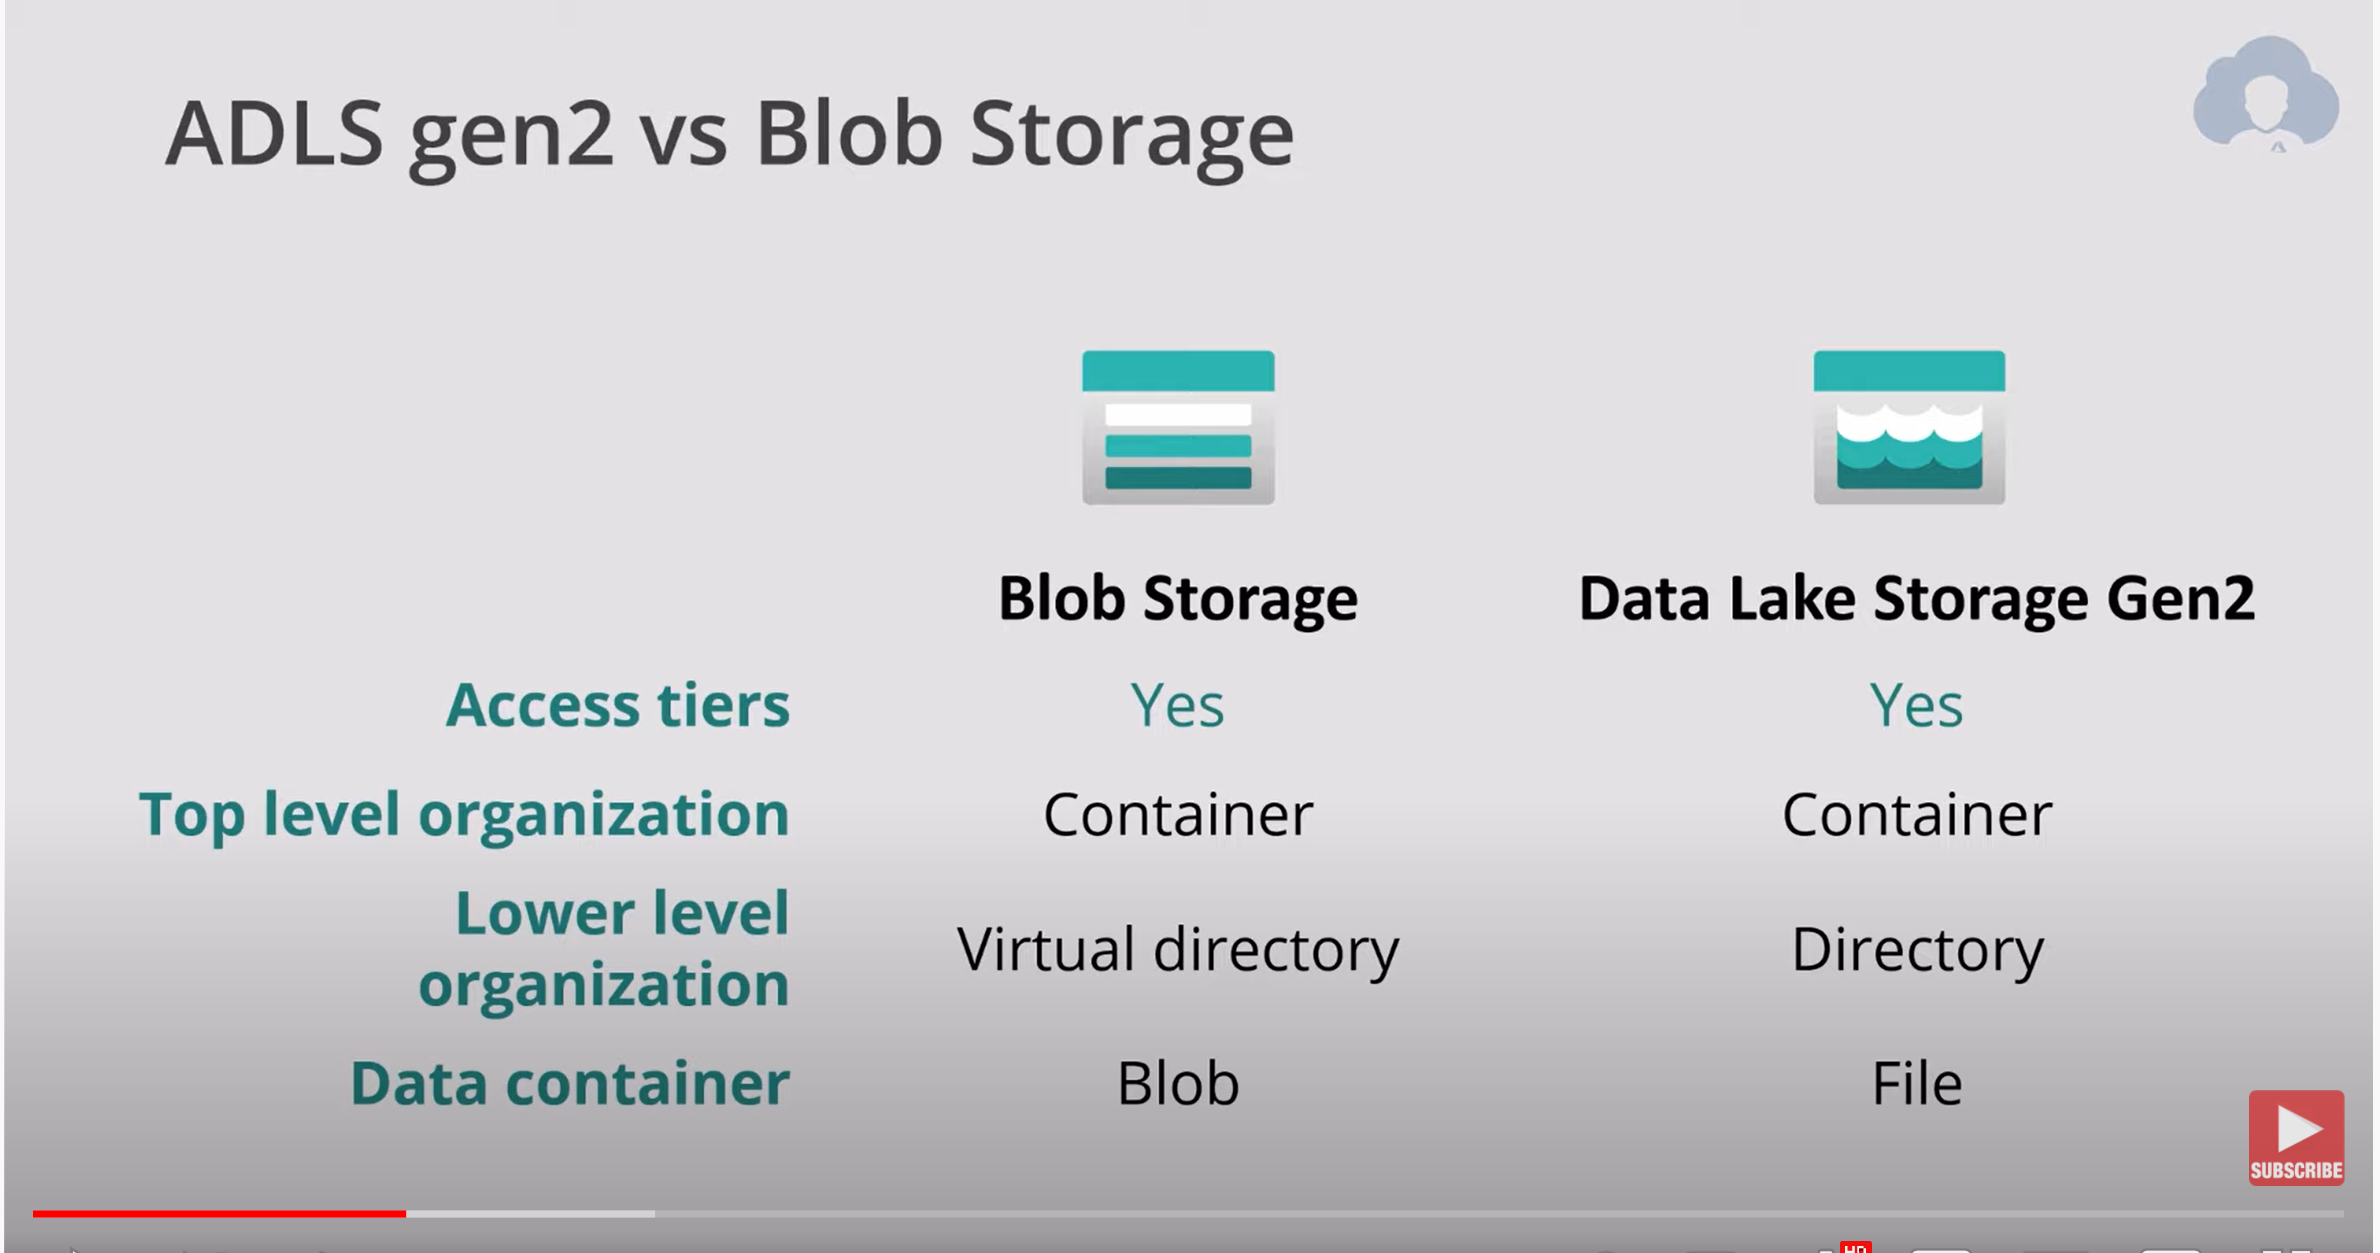 ADLS gen2 vs Blob Storage
Blob Storage Data Lake Storage Gen2
Access tiers Yes Yes
Top level organization Container Container
Lower level
organization Virtual directory Directory
Data container Blob File
SUBSCRIBE
HD